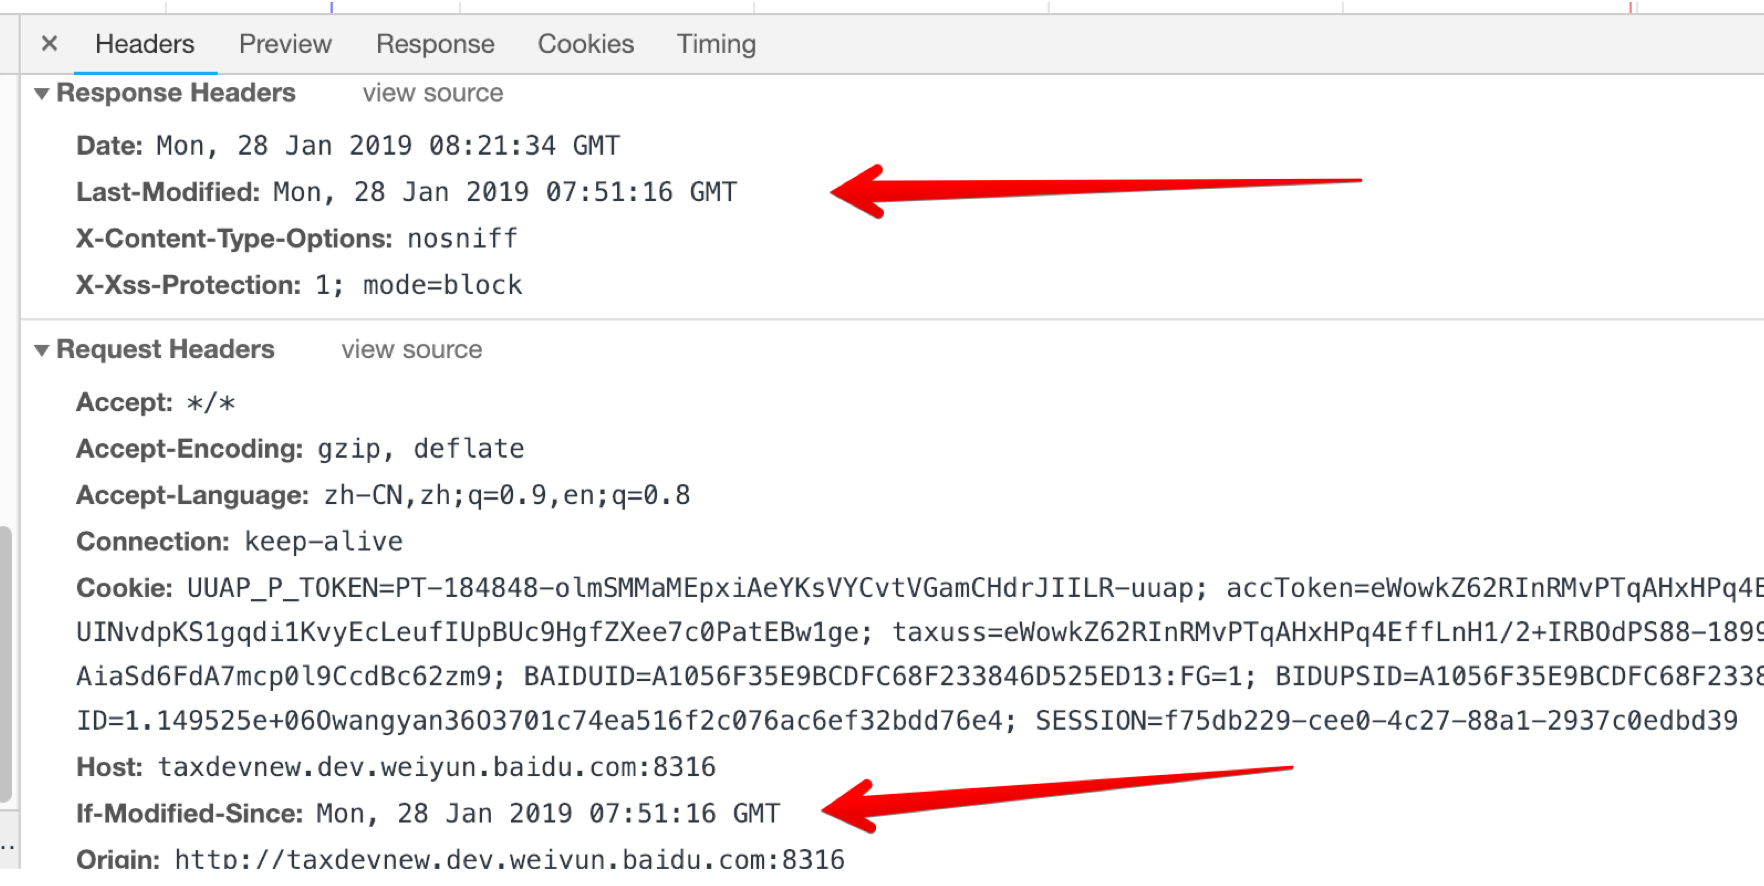 × Headers Preview Response Cookies Timing
▼ Response Headers view source
Date: Mon, 28 Jan 2019 08:21:34 GMT
Last-Modified: Mon, 28 Jan 2019 07:51:16 GMT
X-Content-Type-Options: nosniff
X-Xss-Protection: 1; mode=block
▼ Request Headers view source
Accept: */*
Accept-Encoding: gzip, deflate
Accept-Language: zh-CN,zh;q=0.9,en;q=0.8
Connection: keep-alive
Cookie: UUAP_P_TOKEN=PT-184848-olmSMMaMEpxiAeYKsVYCvtVGamCHdrJIILR-uuap; accToken=eWowkZ62RInRMvPTqAHxHPq4E
UINvdpKS1gqdi1KvyEcLeufIUpBUc9HgfZXee7c0PatEBw1ge; taxuss=eWowkZ62RInRMvPTqAHxHPq4EffLnH1/2+IRBOdPS88-1899
AiaSd6FdA7mcp0l9CcdBc62zm9; BAIDUID=A1056F35E9BCDFC68F233846D525ED13:FG=1; BIDUPSID=A1056F35E9BCDFC68F2338
ID=1.149525e+06Owangyan36O3701c74ea516f2c076ac6ef32bdd76e4; SESSION=f75db229-cee0-4c27-88a1-2937c0edbd39
Host: taxdevnew.dev.weiyun.baidu.com:8316
If-Modified-Since: Mon, 28 Jan 2019 07:51:16 GMT
Origin: http://taxdevnew.dev.weiyun.baidu.com:8316